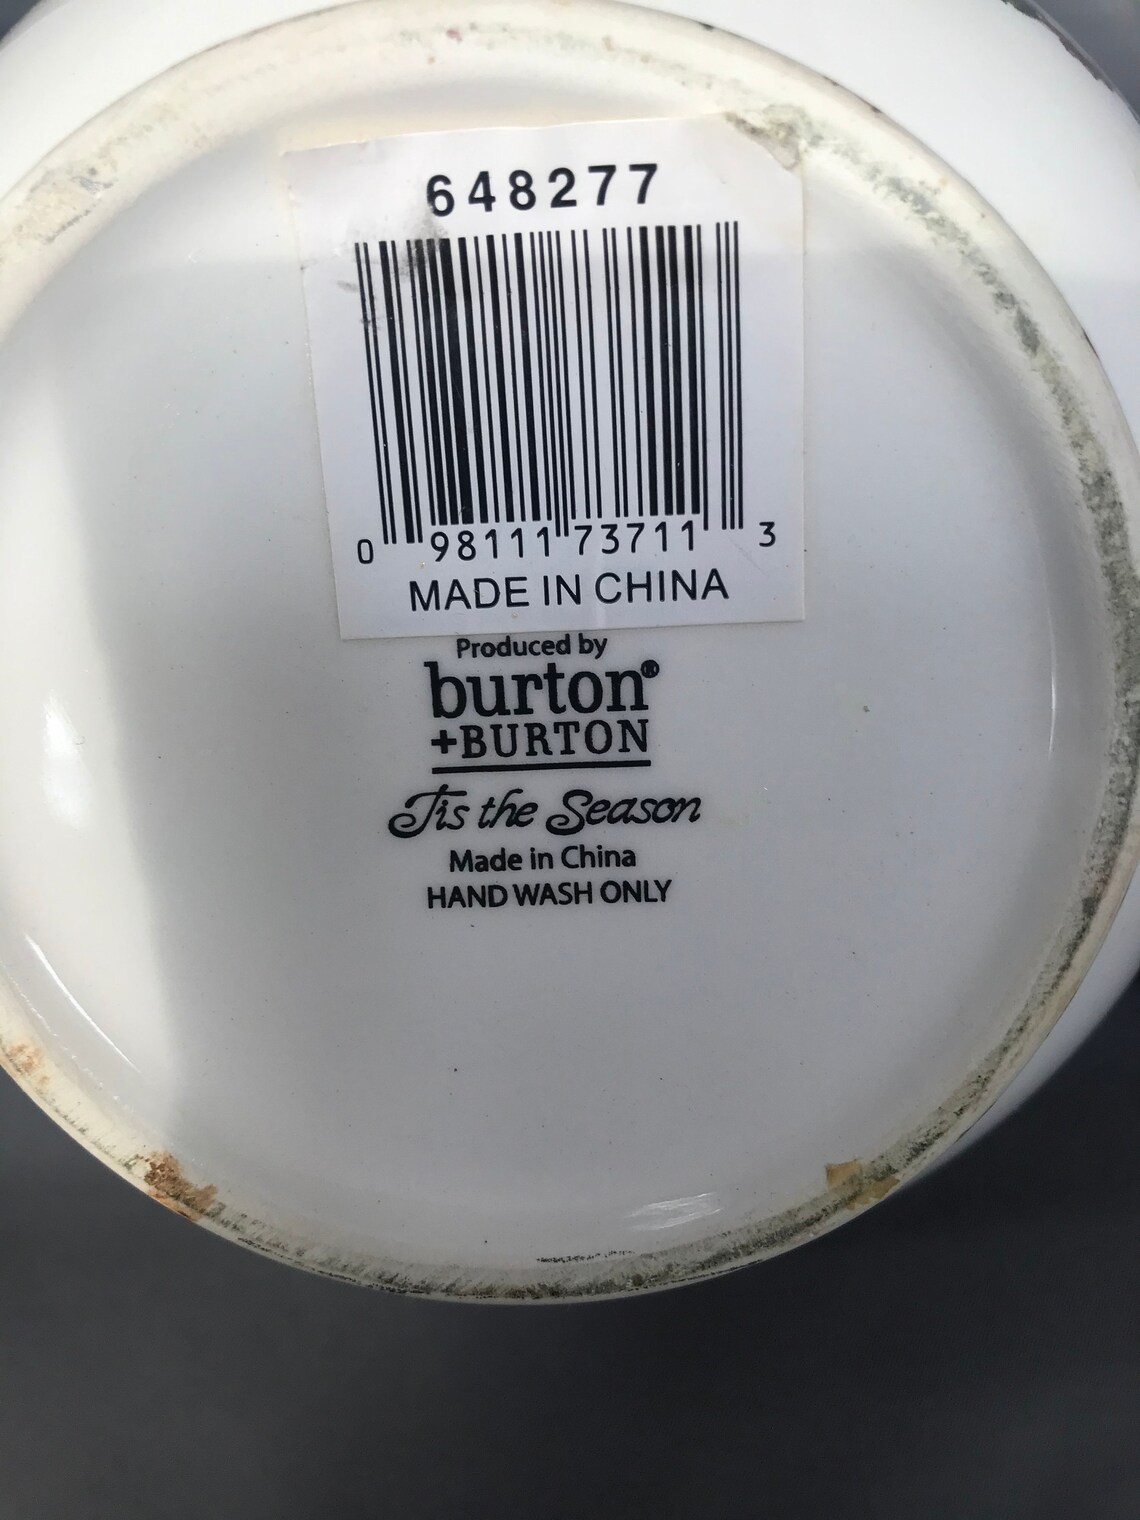 648277
0 98111 73711 3
MADE IN CHINA
Produced by
burton®
+BURTON
Tis the Season
Made in China
HAND WASH ONLY